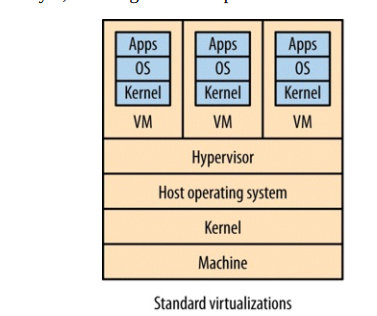 Apps Apps Apps
OS OS OS
Kernel Kernel Kernel
VM VM VM
Hypervisor
Host operating system
Kernel
Machine
Standard virtualizations